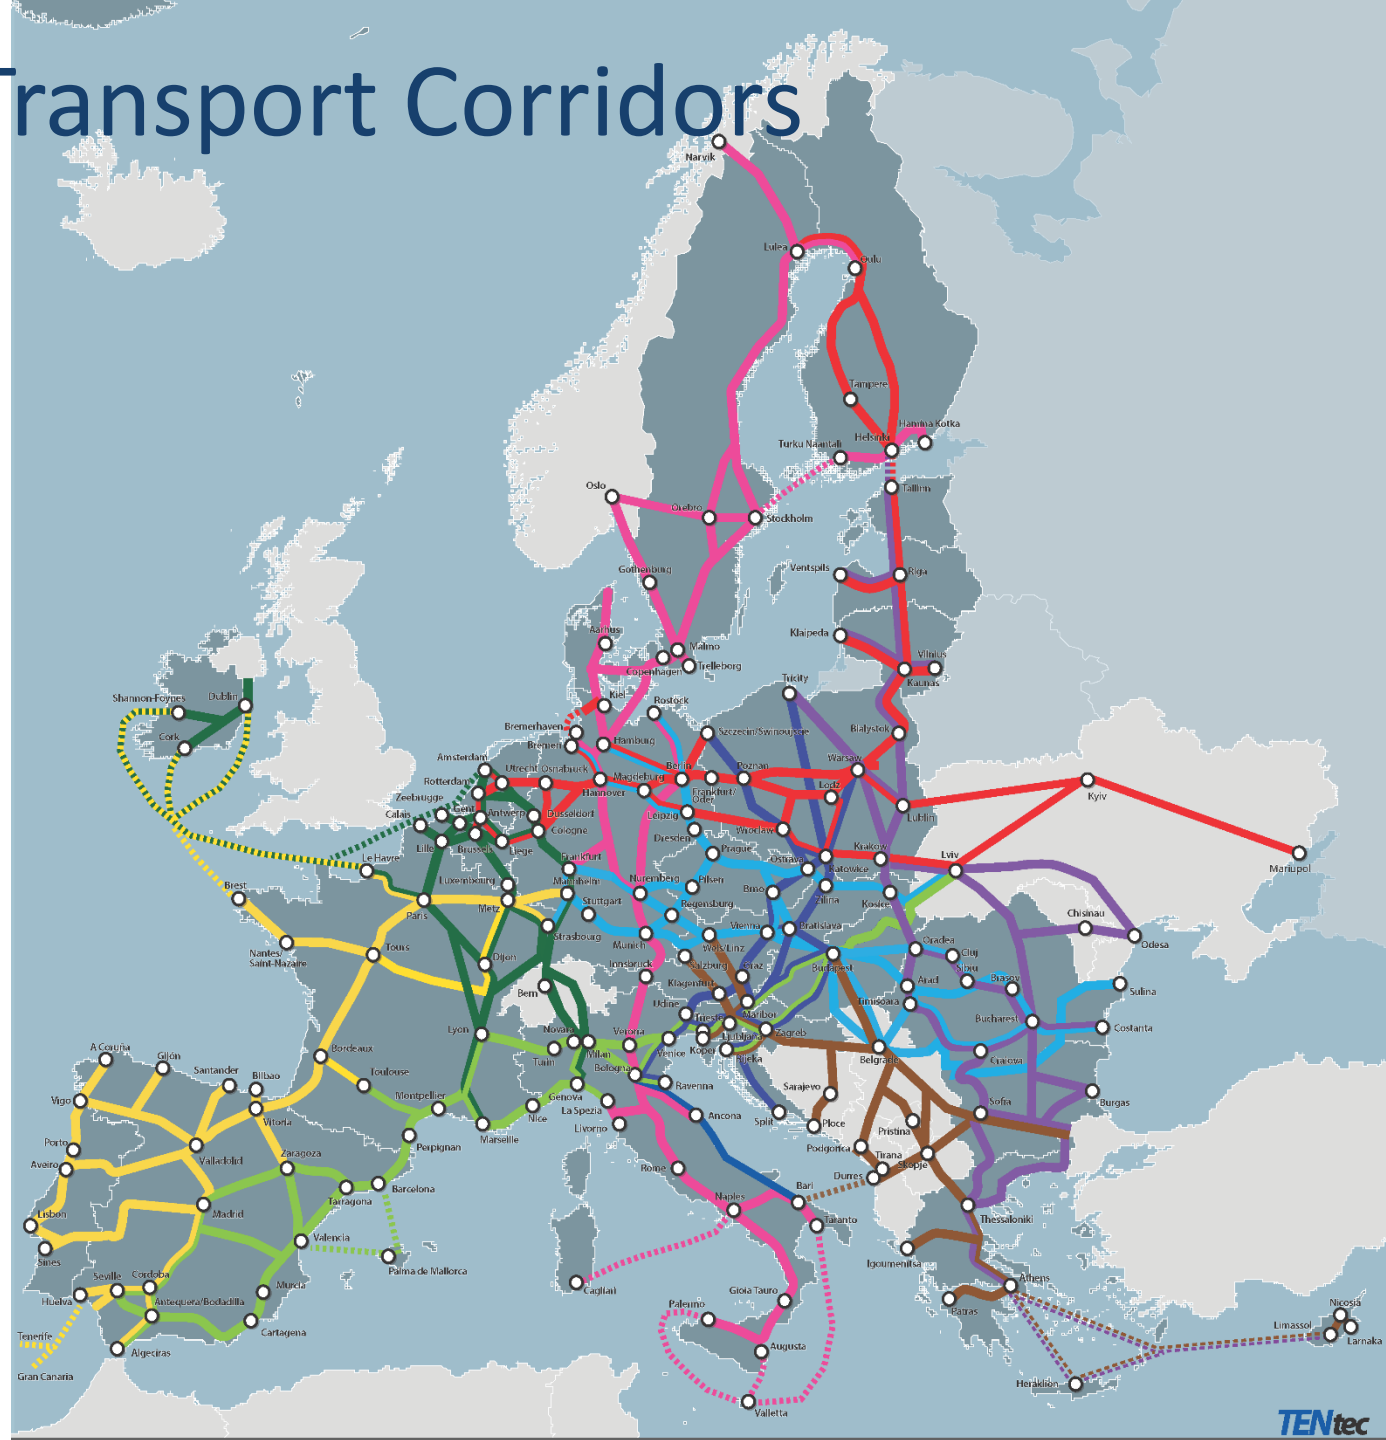 Transport Corridors
Narvik
Lulea
Oulu
Tampere
Hamina Kotka
Helsinki
Turku Naantali
Tallinn
Oslo
Orebro
Stockholm
Gothenburg
Ventspils
Riga
Aarhus
Klaipeda
Malmo
Vilnius
Copenhagen
Trelleborg
Kaunas
Tricity
Shannon-Foynes
Dublin
Kiel
Rostock
Cork
Bremerhaven
Bremen
Hamburg
Szczecin/Swinoujscie
Bialystok
Amsterdam
Utrecht
Osnabruck
Berlin
Poznan
Warsaw
Rotterdam
Magdeburg
Hannover
Frankfurt/
Oder
Lodz
Kyiv
Zeebrugge
Gent
Antwerp
Dusseldorf
Leipzig
Lublin
Calais
Cologne
Dresden
Wroclaw
Lille
Brussels
Liege
Prague
Krakow
Lviv
Mariupol
Le Havre
Frankfurt
Ostrava
Katowice
Luxembourg
Mannheim
Nuremberg
Pilsen
Brno
Zilina
Kosice
Brest
Paris
Metz
Stuttgart
Regensburg
Chisinau
Strasbourg
Munich
Vienna
Bratislava
Odesa
Nantes/
Saint-Nazaire
Tours
Wels/Linz
Salzburg
Oradea
Cluj
Dijon
Innsbruck
Graz
Budapest
Sibiu
Bern
Klagenfurt
Arad
Brasov
Sulina
Udine
Timisoara
Trieste
Maribor
Bucharest
Costanta
Lyon
Novara
Verona
Ljubljana
Zagreb
Turin
Milan
Venice
Koper
Rijeka
Belgrade
Craiova
A Coruña
Gijón
Bordeaux
Bologna
Ravenna
Santander
Bilbao
Toulouse
Genova
Sarajevo
Burgas
Vigo
Montpellier
La Spezia
Nice
Ancona
Split
Ploce
Sofia
Vitoria
Marseille
Livorno
Pristina
Porto
Valladolid
Zaragoza
Perpignan
Podgorica
Tirana
Skopje
Aveiro
Rome
Durres
Barcelona
Tarragona
Bari
Lisbon
Madrid
Naples
Taranto
Thessaloniki
Sines
Valencia
Palma de Mallorca
Igoumenitsa
Seville
Cordoba
Murcia
Cagliari
Gioia Tauro
Athens
Huelva
Antequera/Bobadilla
Palermo
Patras
Nicosia
Tenerife
Cartagena
Limassol
Larnaka
Algeciras
Augusta
Gran Canaria
Heraklion
Valletta
TENtec